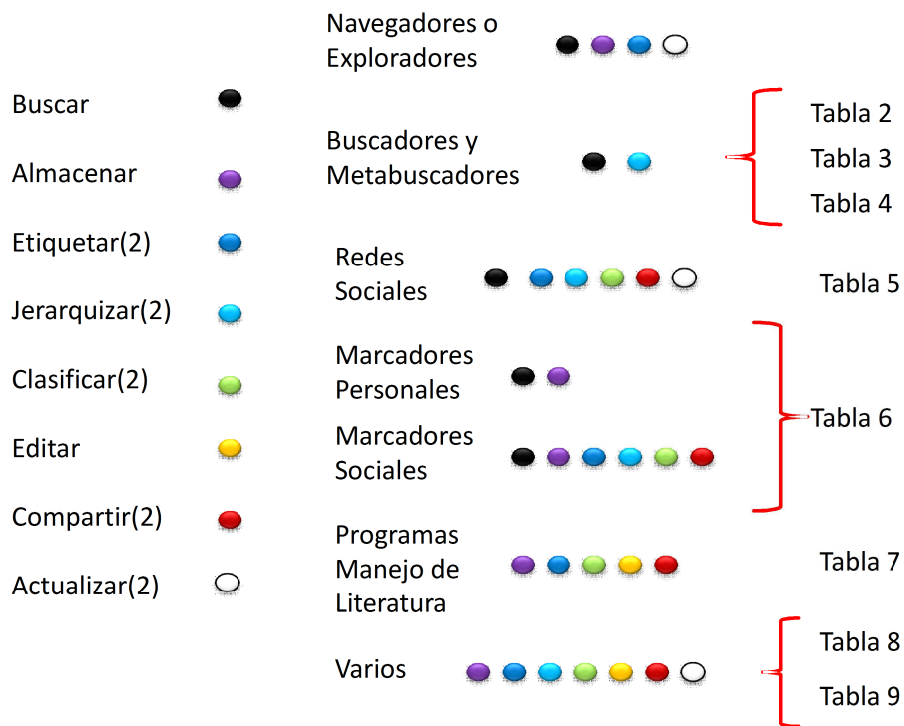 Buscar
Almacenar
Etiquetar(2)
Jerarquizar(2)
Clasificar(2)
Editar
Compartir(2)
Actualizar(2)
Navegadores o
Exploradores
Buscadores y
Metabuscadores
Tabla 2
Tabla 3
Tabla 4
Redes
Sociales
Tabla 5
Marcadores
Personales
Marcadores
Sociales
Tabla 6
Programas
Manejo de
Literatura
Tabla 7
Varios
Tabla 8
Tabla 9